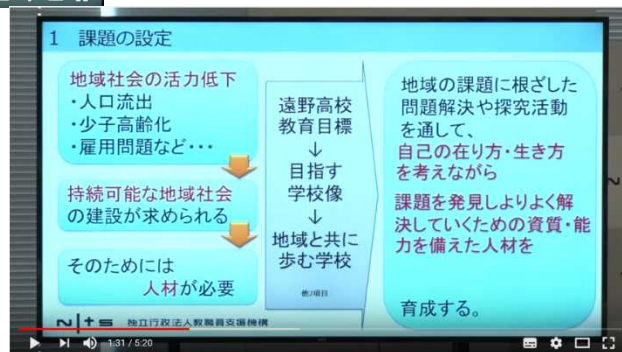 1 課題の設定
地域社会の活力低下
・人口流出
・少子高齢化
・雇用問題など・・・
持続可能な地域社会
の建設が求められる
そのためには
人材が必要
遠野高校
教育目標
↓
目指す
学校像
↓
地域と共に
歩む学校
地域の課題に根ざした
問題解決や探究活動
を通して、
自己の在り方・生き方
を考えながら
課題を発見しよりよく解
決していくための資質・能
力を備えた人材を
育成する。
独立行政法人教職員支援機構
1:31 / 5:20